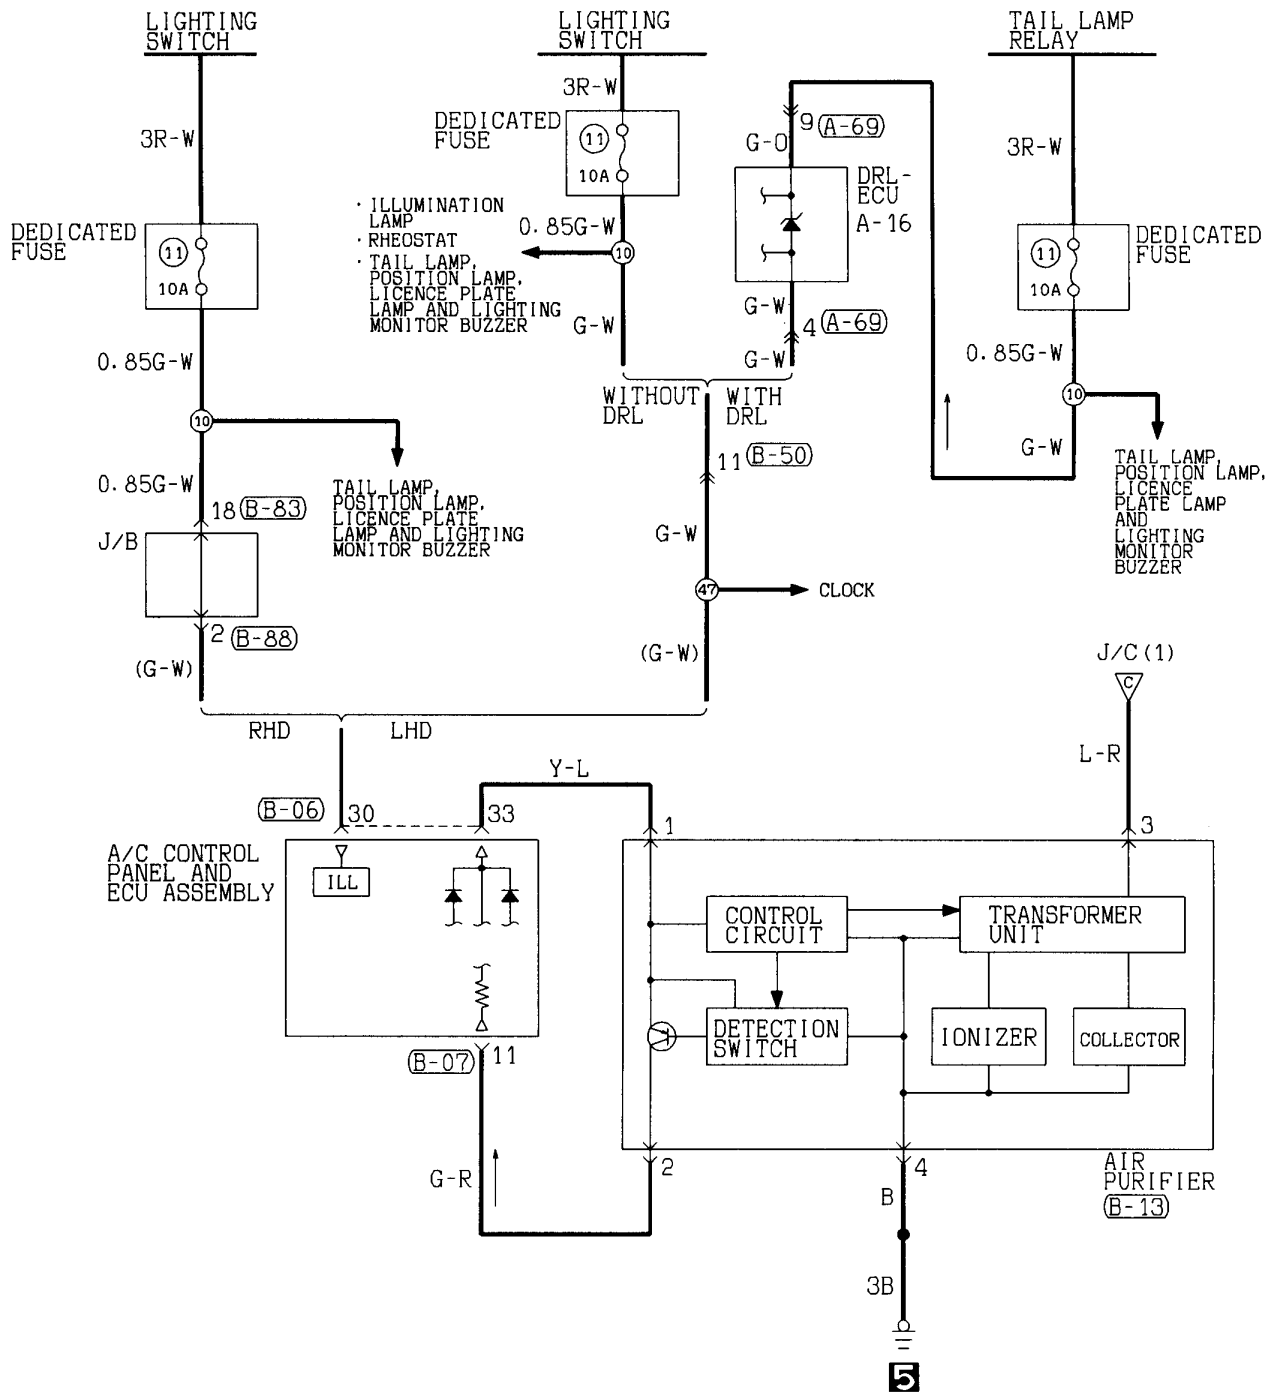 LIGHTING
SWITCH
LIGHTING
SWITCH
TAIL LAMP
RELAY
3R-W
3R-W
3R-W
DEDICATED
FUSE
11
10A
DEDICATED
FUSE
11
10A
DEDICATED
FUSE
11
10A
9 A-69
G-O
DRL-
ECU
A-16
G-W
4 A-69
G-W
· ILLUMINATION
LAMP
· RHEOSTAT
· TAIL LAMP,
POSITION LAMP,
LICENCE PLATE
LAMP AND LIGHTING
MONITOR BUZZER
0.85G-W
10
G-W
WITHOUT
DRL
WITH
DRL
0.85G-W
10
G-W
TAIL LAMP,
POSITION LAMP,
LICENCE
PLATE LAMP
AND
LIGHTING
MONITOR
BUZZER
0.85G-W
10
0.85G-W
TAIL LAMP,
POSITION LAMP,
LICENCE PLATE
LAMP AND LIGHTING
MONITOR BUZZER
18 B-83
J/B
2 B-88
(G-W)
11 B-50
G-W
47
CLOCK
(G-W)
RHD
LHD
J/C(1)
C
L-R
Y-L
B-06 30
33
1
3
A/C CONTROL
PANEL AND
ECU ASSEMBLY
ILL
CONTROL
CIRCUIT
TRANSFORMER
UNIT
DETECTION
SWITCH
IONIZER
COLLECTOR
B-07 11
G-R
2
4
AIR
PURIFIER
B-13
B
3B
5